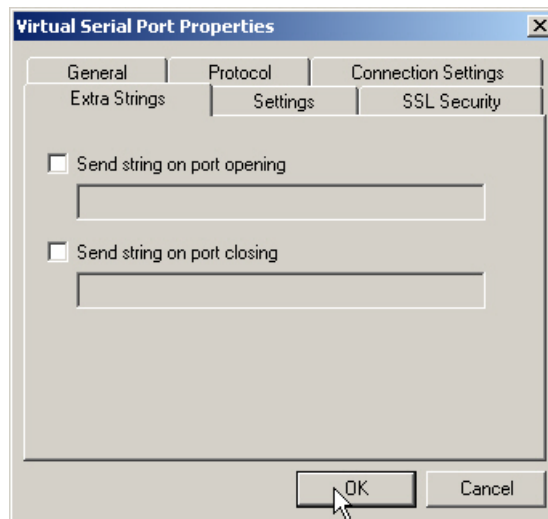 Virtual Serial Port Properties
General Protocol Connection Settings
Extra Strings Settings SSL Security
Send string on port opening
Send string on port closing
OK Cancel